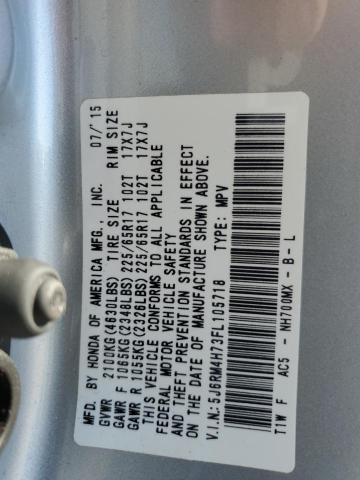 MFD. BY HONDA OF AMERICA MFG., INC. 07/15
GVWR 2100KG(4630LBS) TIRE SIZE RIM SIZE
GAWR F 1065KG(2348LBS) 225/65R17 102T 17X7J
GAWR R 1055KG(2326LBS) 225/65R17 102T 17X7J
THIS VEHICLE CONFORMS TO ALL APPLICABLE
FEDERAL MOTOR VEHICLE SAFETY
AND THEFT PREVENTION STANDARDS IN EFFECT
ON THE DATE OF MANUFACTURE SHOWN ABOVE.
V.I.N.:5J6RM4H73FL105718 TYPE: MPV
T1W F AC5 - NH700MX - B - L